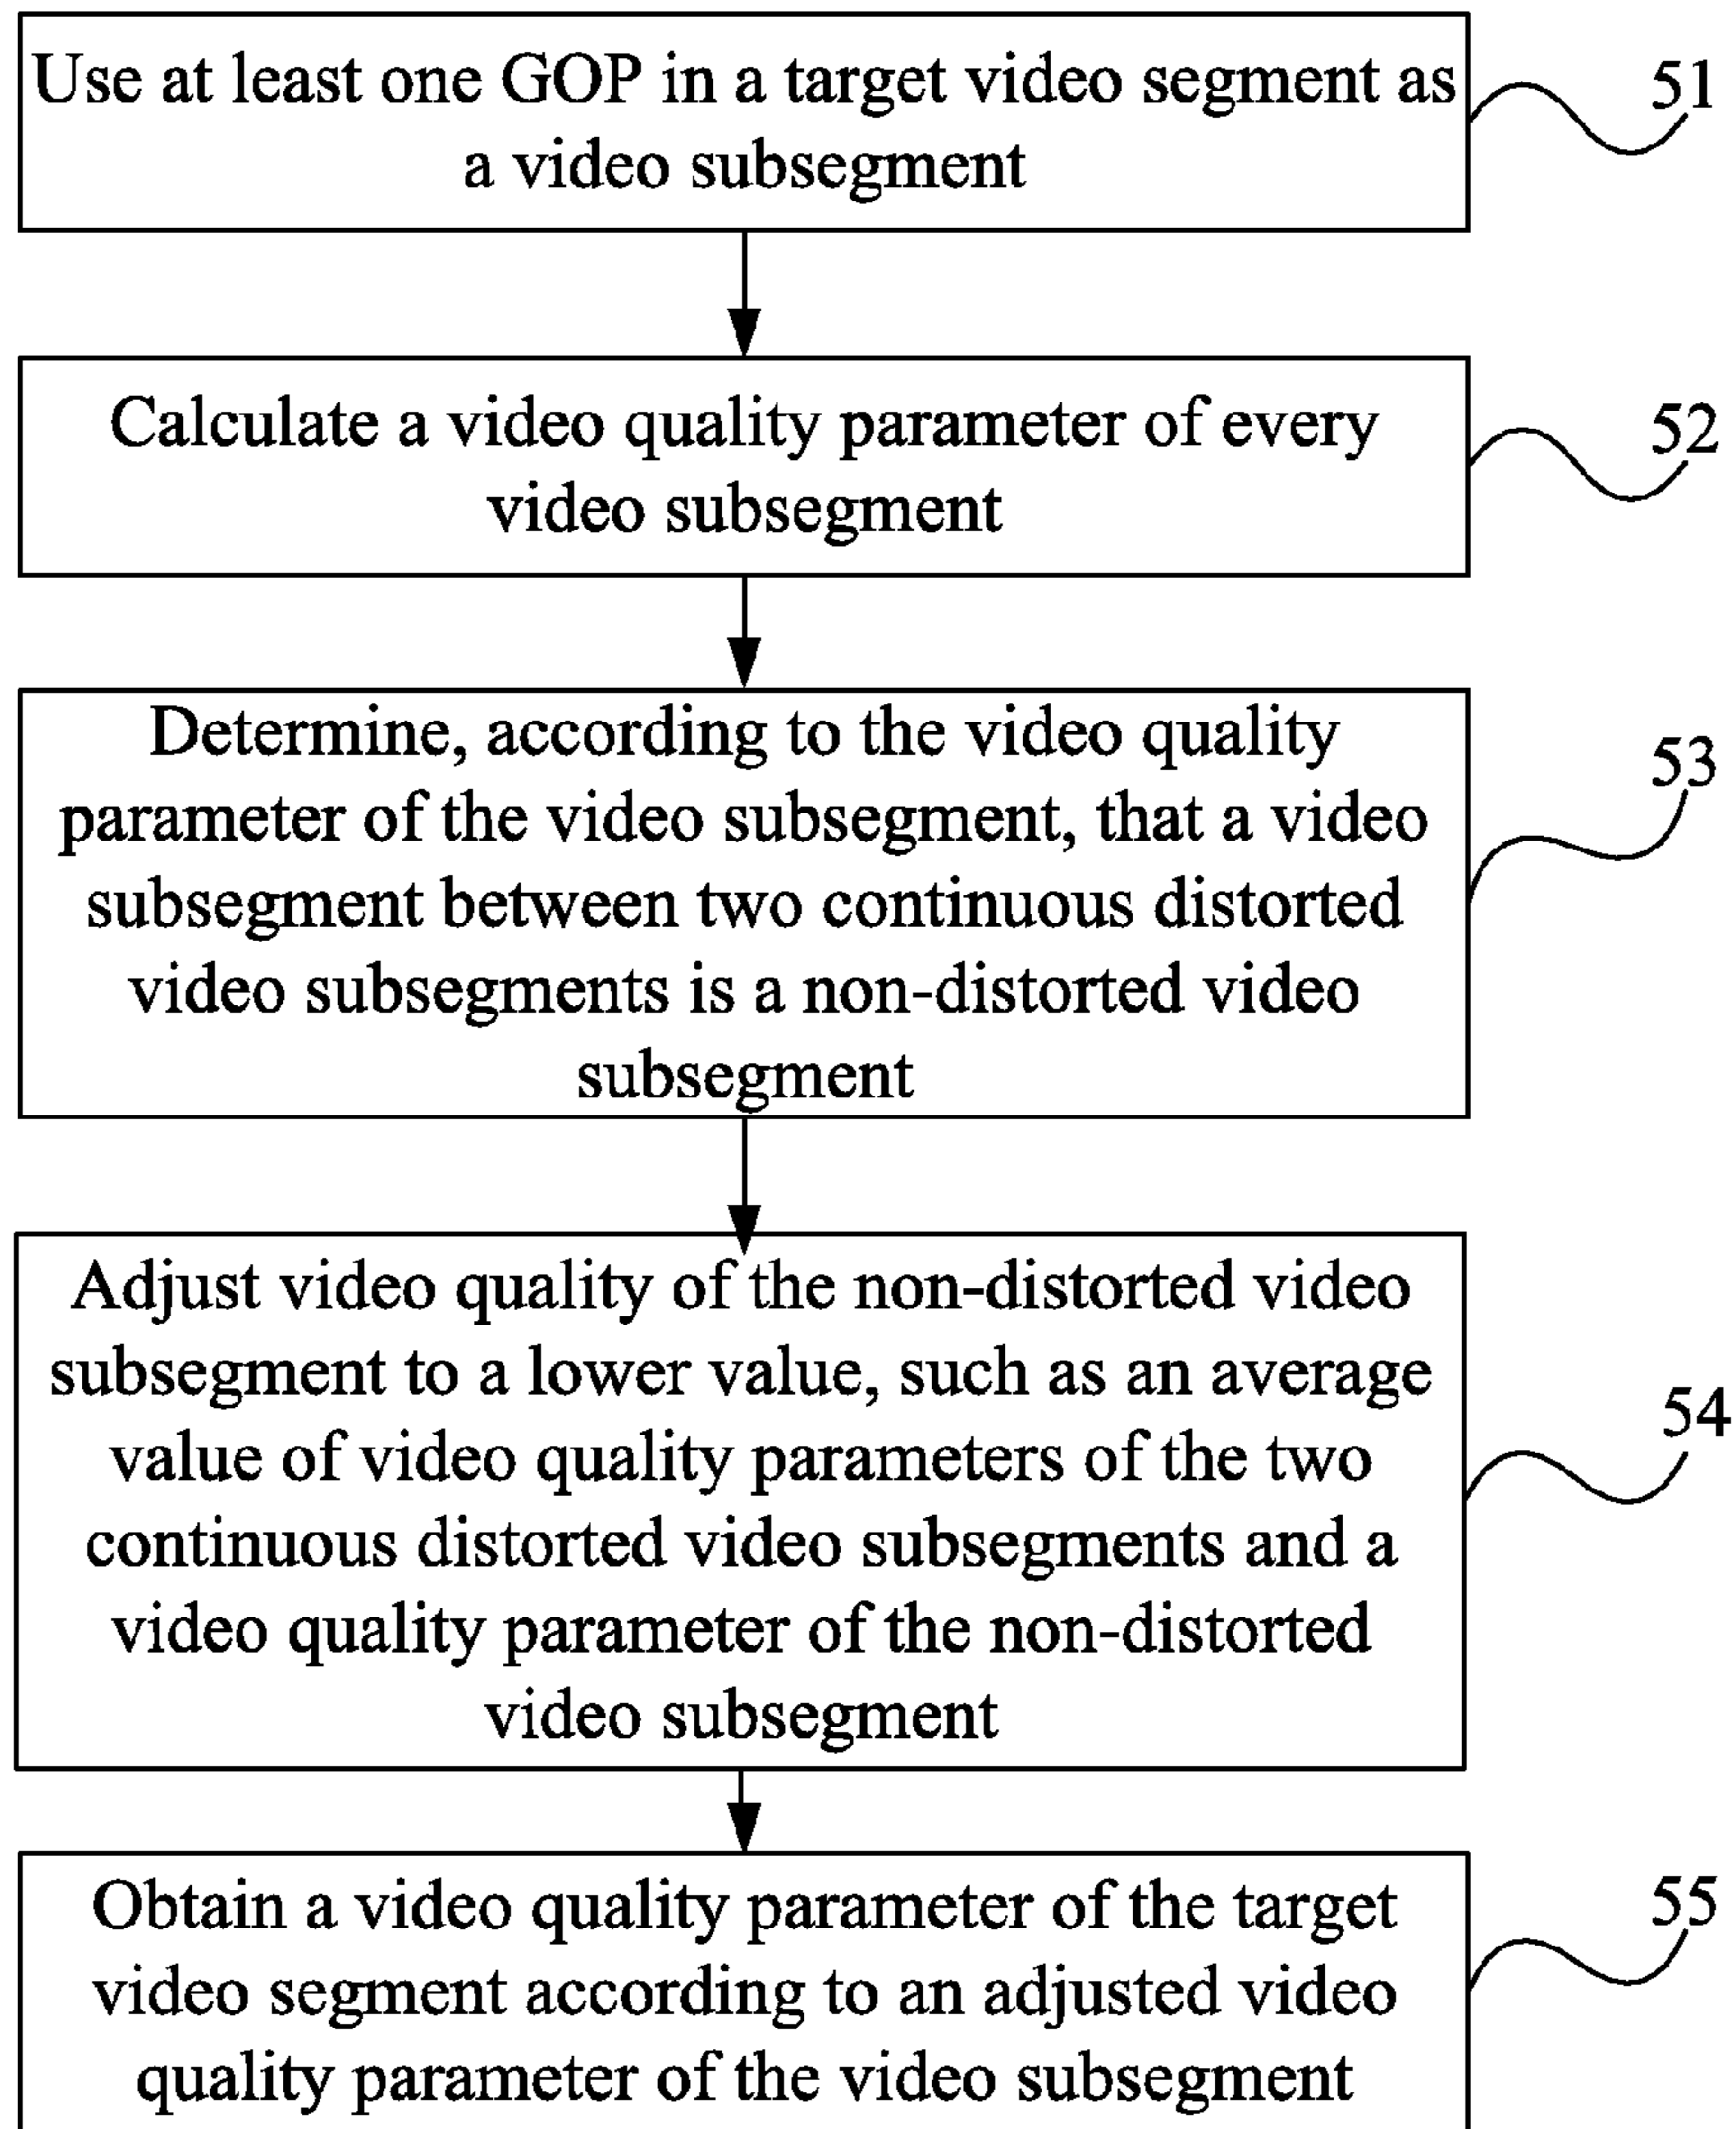 Use at least one GOP in a target video segment as
a video subsegment
51
Calculate a video quality parameter of every
video subsegment
52
Determine, according to the video quality
parameter of the video subsegment, that a video
subsegment between two continuous distorted
video subsegments is a non-distorted video
subsegment
53
Adjust video quality of the non-distorted video
subsegment to a lower value, such as an average
value of video quality parameters of the two
continuous distorted video subsegments and a
video quality parameter of the non-distorted
video subsegment
54
Obtain a video quality parameter of the target
video segment according to an adjusted video
quality parameter of the video subsegment
55